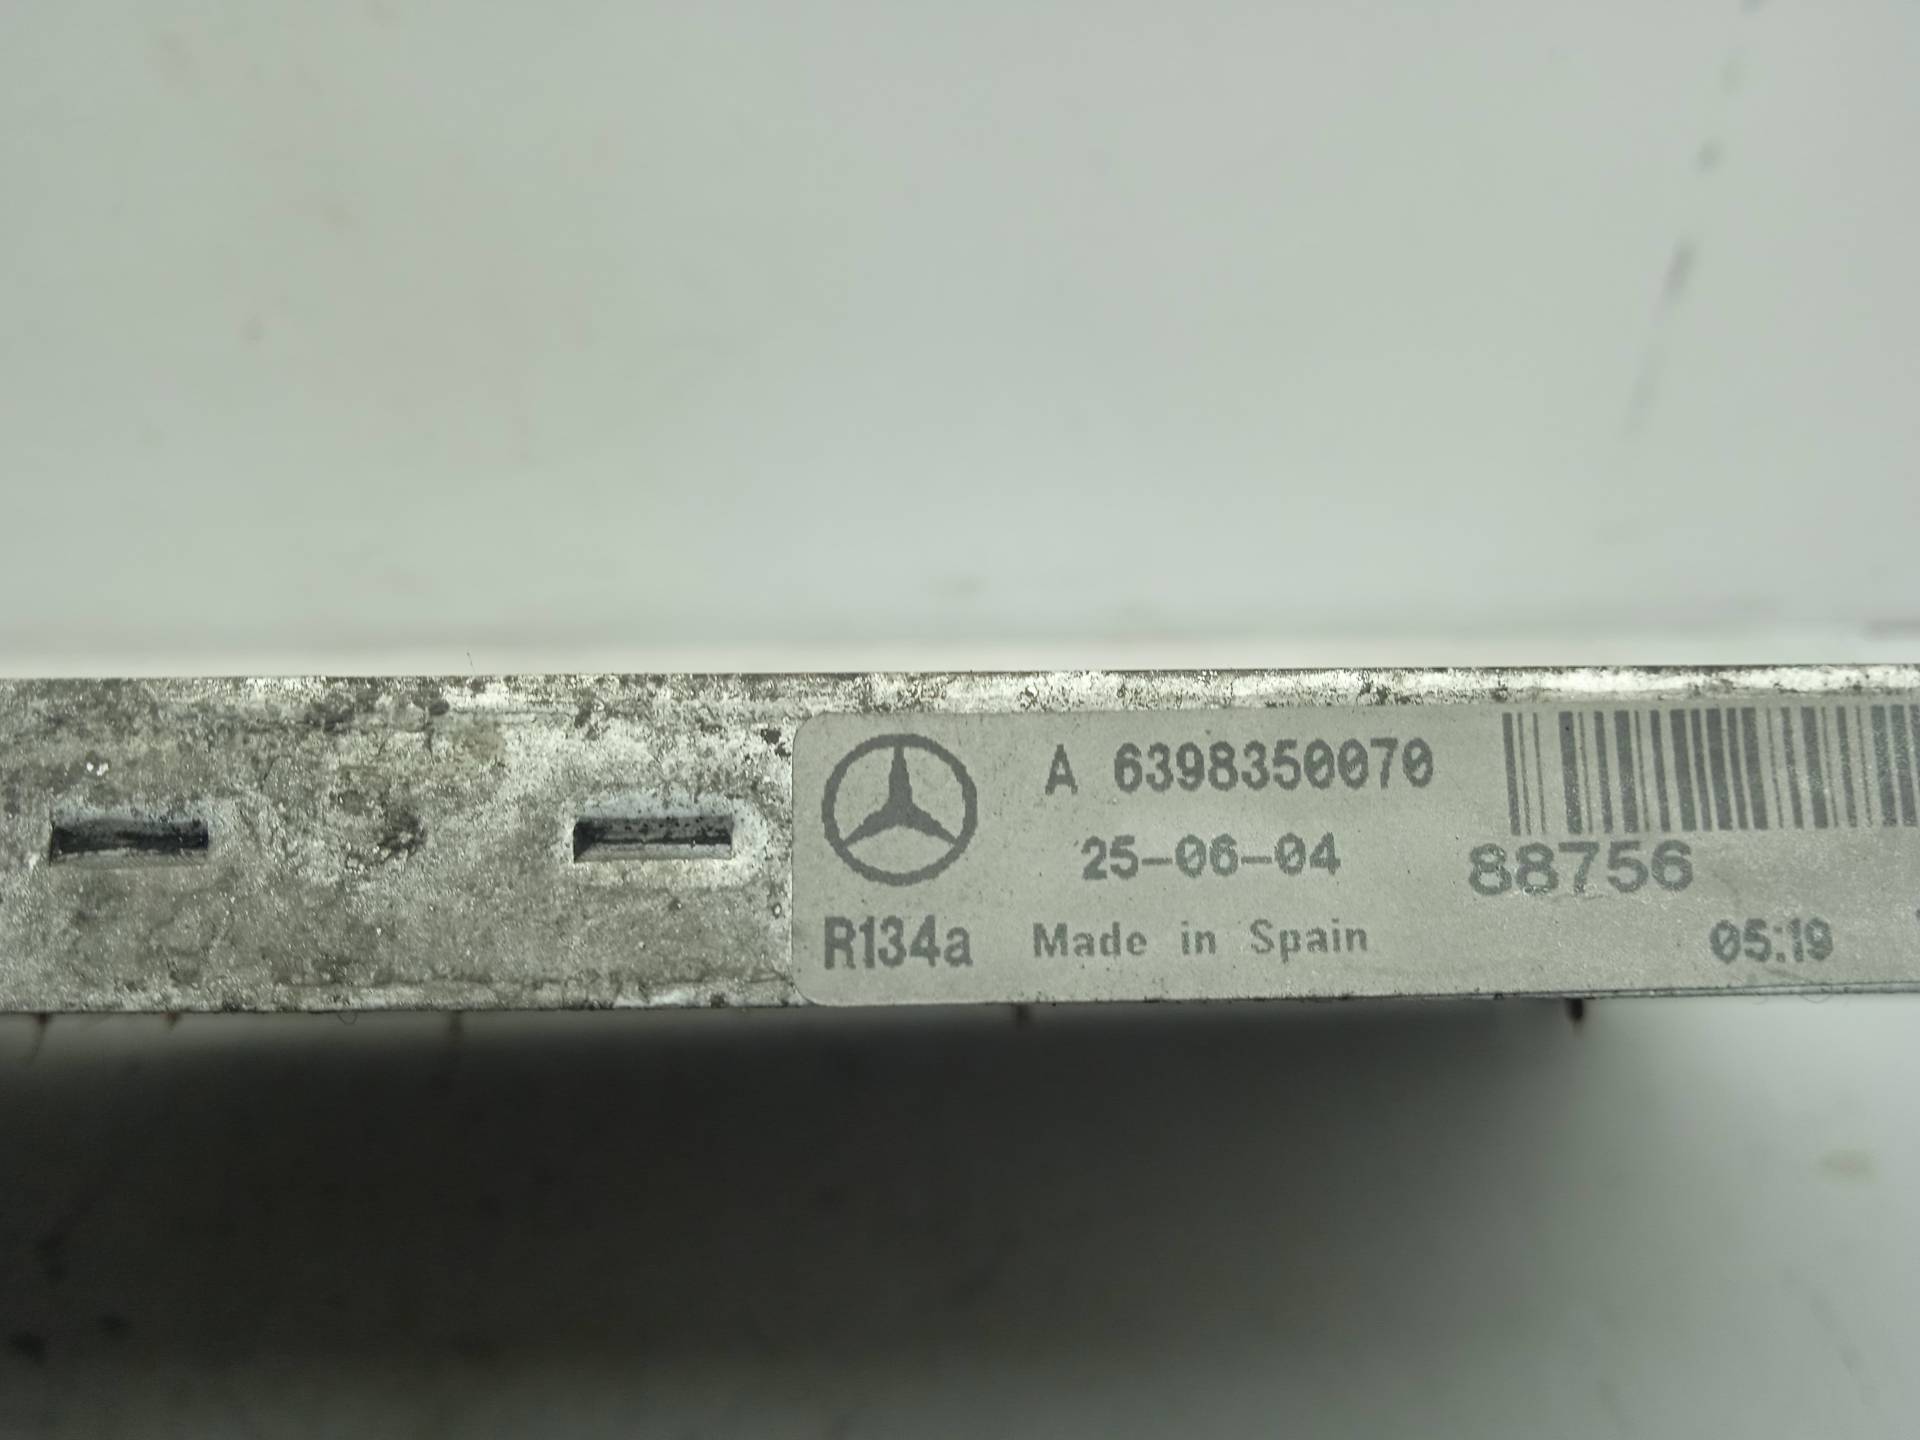 A 6398350070
25-06-04
88756
R134a Made in Spain
05:19